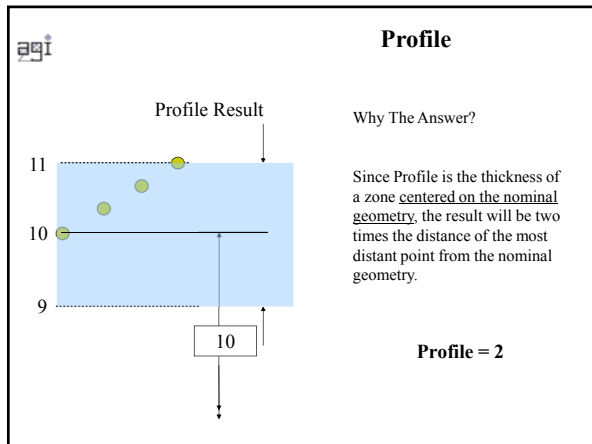 agi
Profile
Profile Result
Why The Answer?
Since Profile is the thickness of
a zone centered on the nominal
geometry, the result will be two
times the distance of the most
distant point from the nominal
geometry.
Profile = 2
11
10
9
10